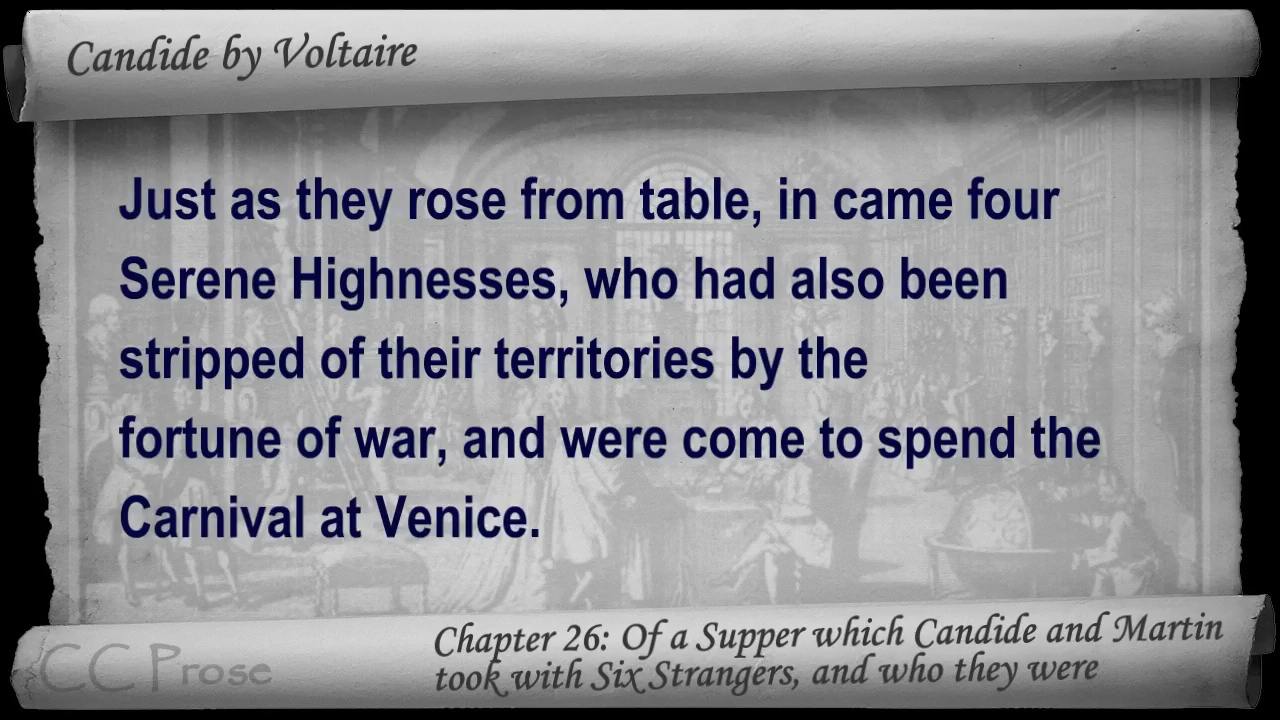 Candide by Voltaire
Just as they rose from table, in came four
Serene Highnesses, who had also been
stripped of their territories by the
fortune of war, and were come to spend the
Carnival at Venice.
CC Prose
Chapter 26: Of a Supper which Candide and Martin
took with Six Strangers, and who they were